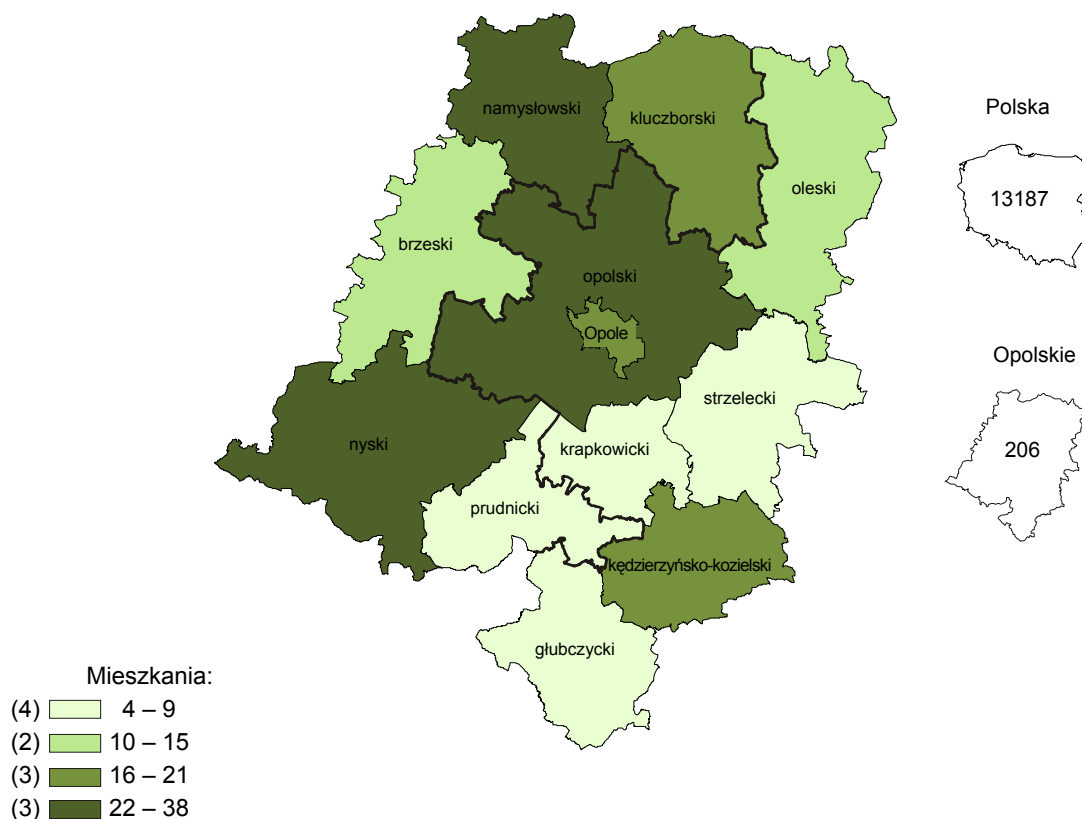 namysłowski
kluczborski
oleski
brzeski
opolski
Opole
strzelecki
nyski
krapkowicki
prudnicki
kędzierzyńsko-kozielski
głubczycki
Polska
13187
Opolskie
206
Mieszkania:
(4) 4 – 9
(2) 10 – 15
(3) 16 – 21
(3) 22 – 38